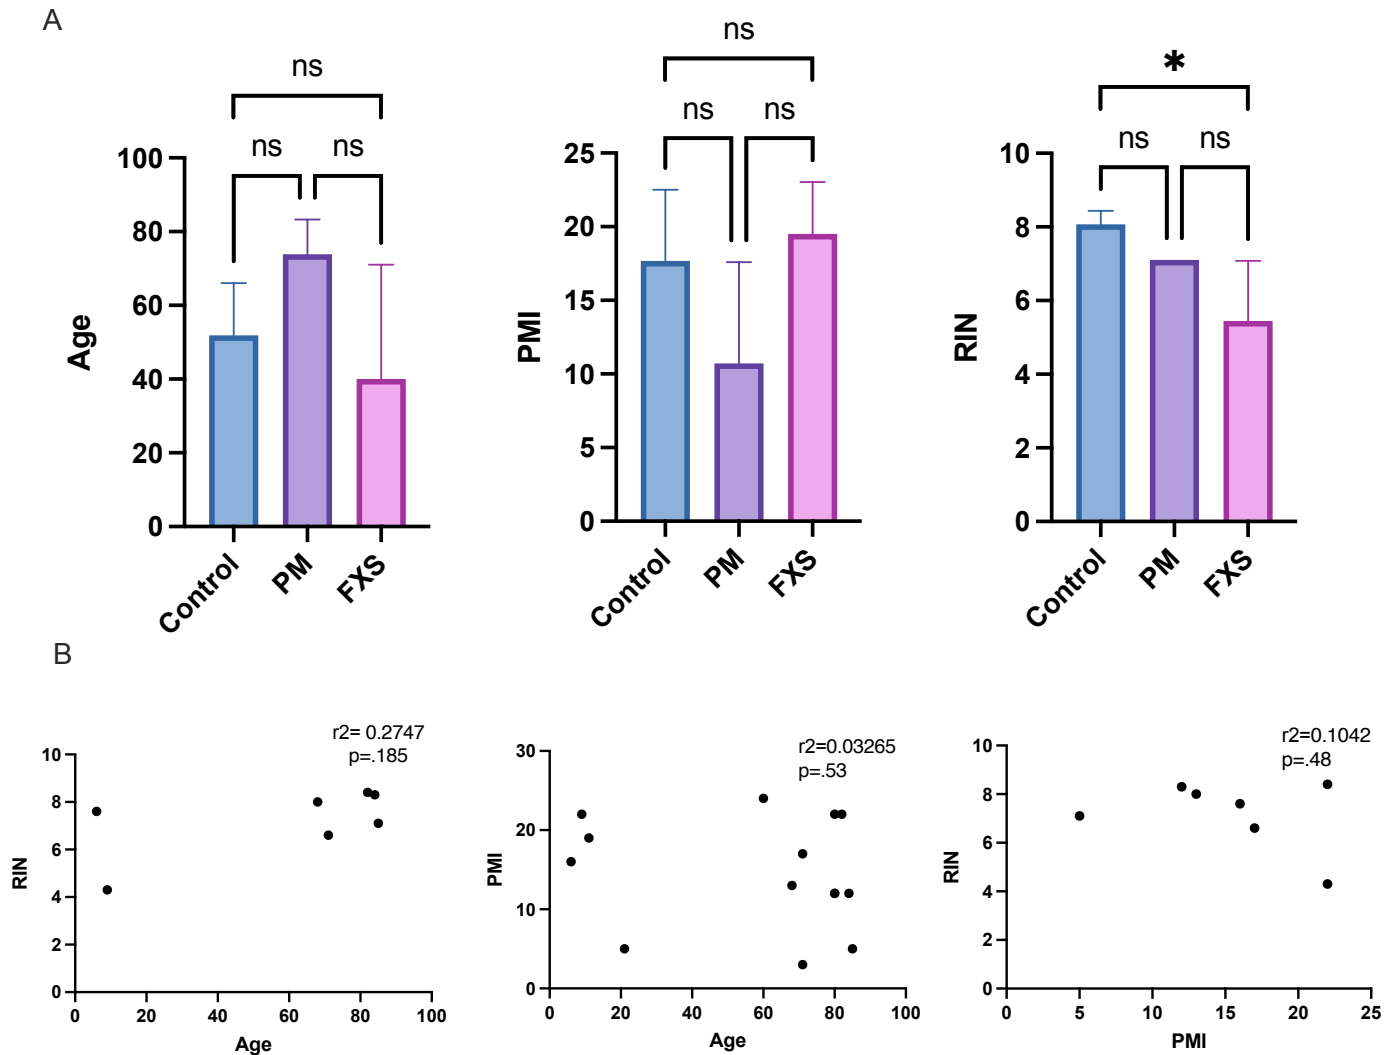 A
ns
ns
ns
100
80
60
40
20
0
Age
Control
PM
FXS
ns
ns
ns
25
20
15
10
5
0
PMI
Control
PM
FXS
*
ns
ns
10
8
6
4
2
0
RIN
Control
PM
FXS
B
r2= 0.2747
p=.185
10
8
6
4
2
0
RIN
0 20 40 60 80 100
Age
r2=0.03265
p=.53
30
20
10
0
PMI
0 20 40 60 80 100
Age
r2=0.1042
p=.48
10
8
6
4
2
0
RIN
0 5 10 15 20 25
PMI